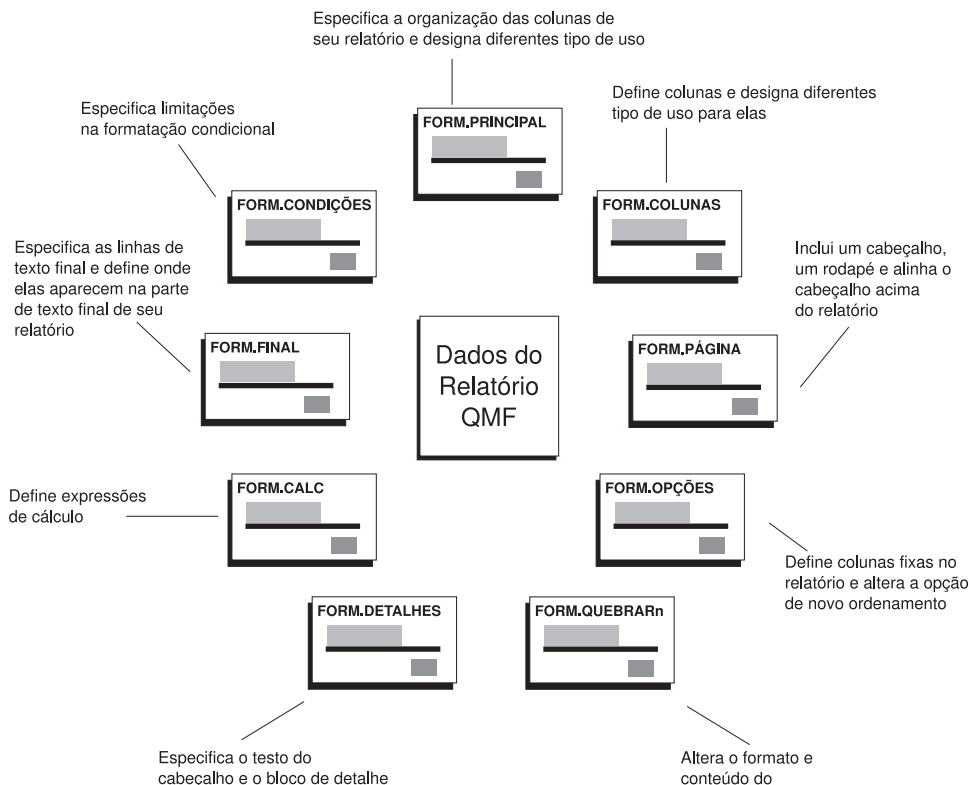 Especifica a organização das colunas de
seu relatório e designa diferentes tipo de uso
Define colunas e designa diferentes
tipo de uso para elas
Especifica limitações
na formatação condicional
FORM.PRINCIPAL
FORM.CONDIÇÕES
FORM.COLUNAS
Especifica as linhas de
texto final e define onde
elas aparecem na parte
de texto final de seu
relatório
Inclui um cabeçalho,
um rodapé e alinha o
cabeçalho acima
do relatório
FORM.FINAL
Dados do
Relatório
QMF
FORM.PÁGINA
Define expressões
de cálculo
FORM.CALC
FORM.OPÇÕES
Define colunas fixas no
relatório e altera a opção
de novo ordenamento
FORM.DETALHES
FORM.QUEBRARn
Especifica o testo do
cabeçalho e o bloco de detalhe
Altera o formato e
conteúdo do